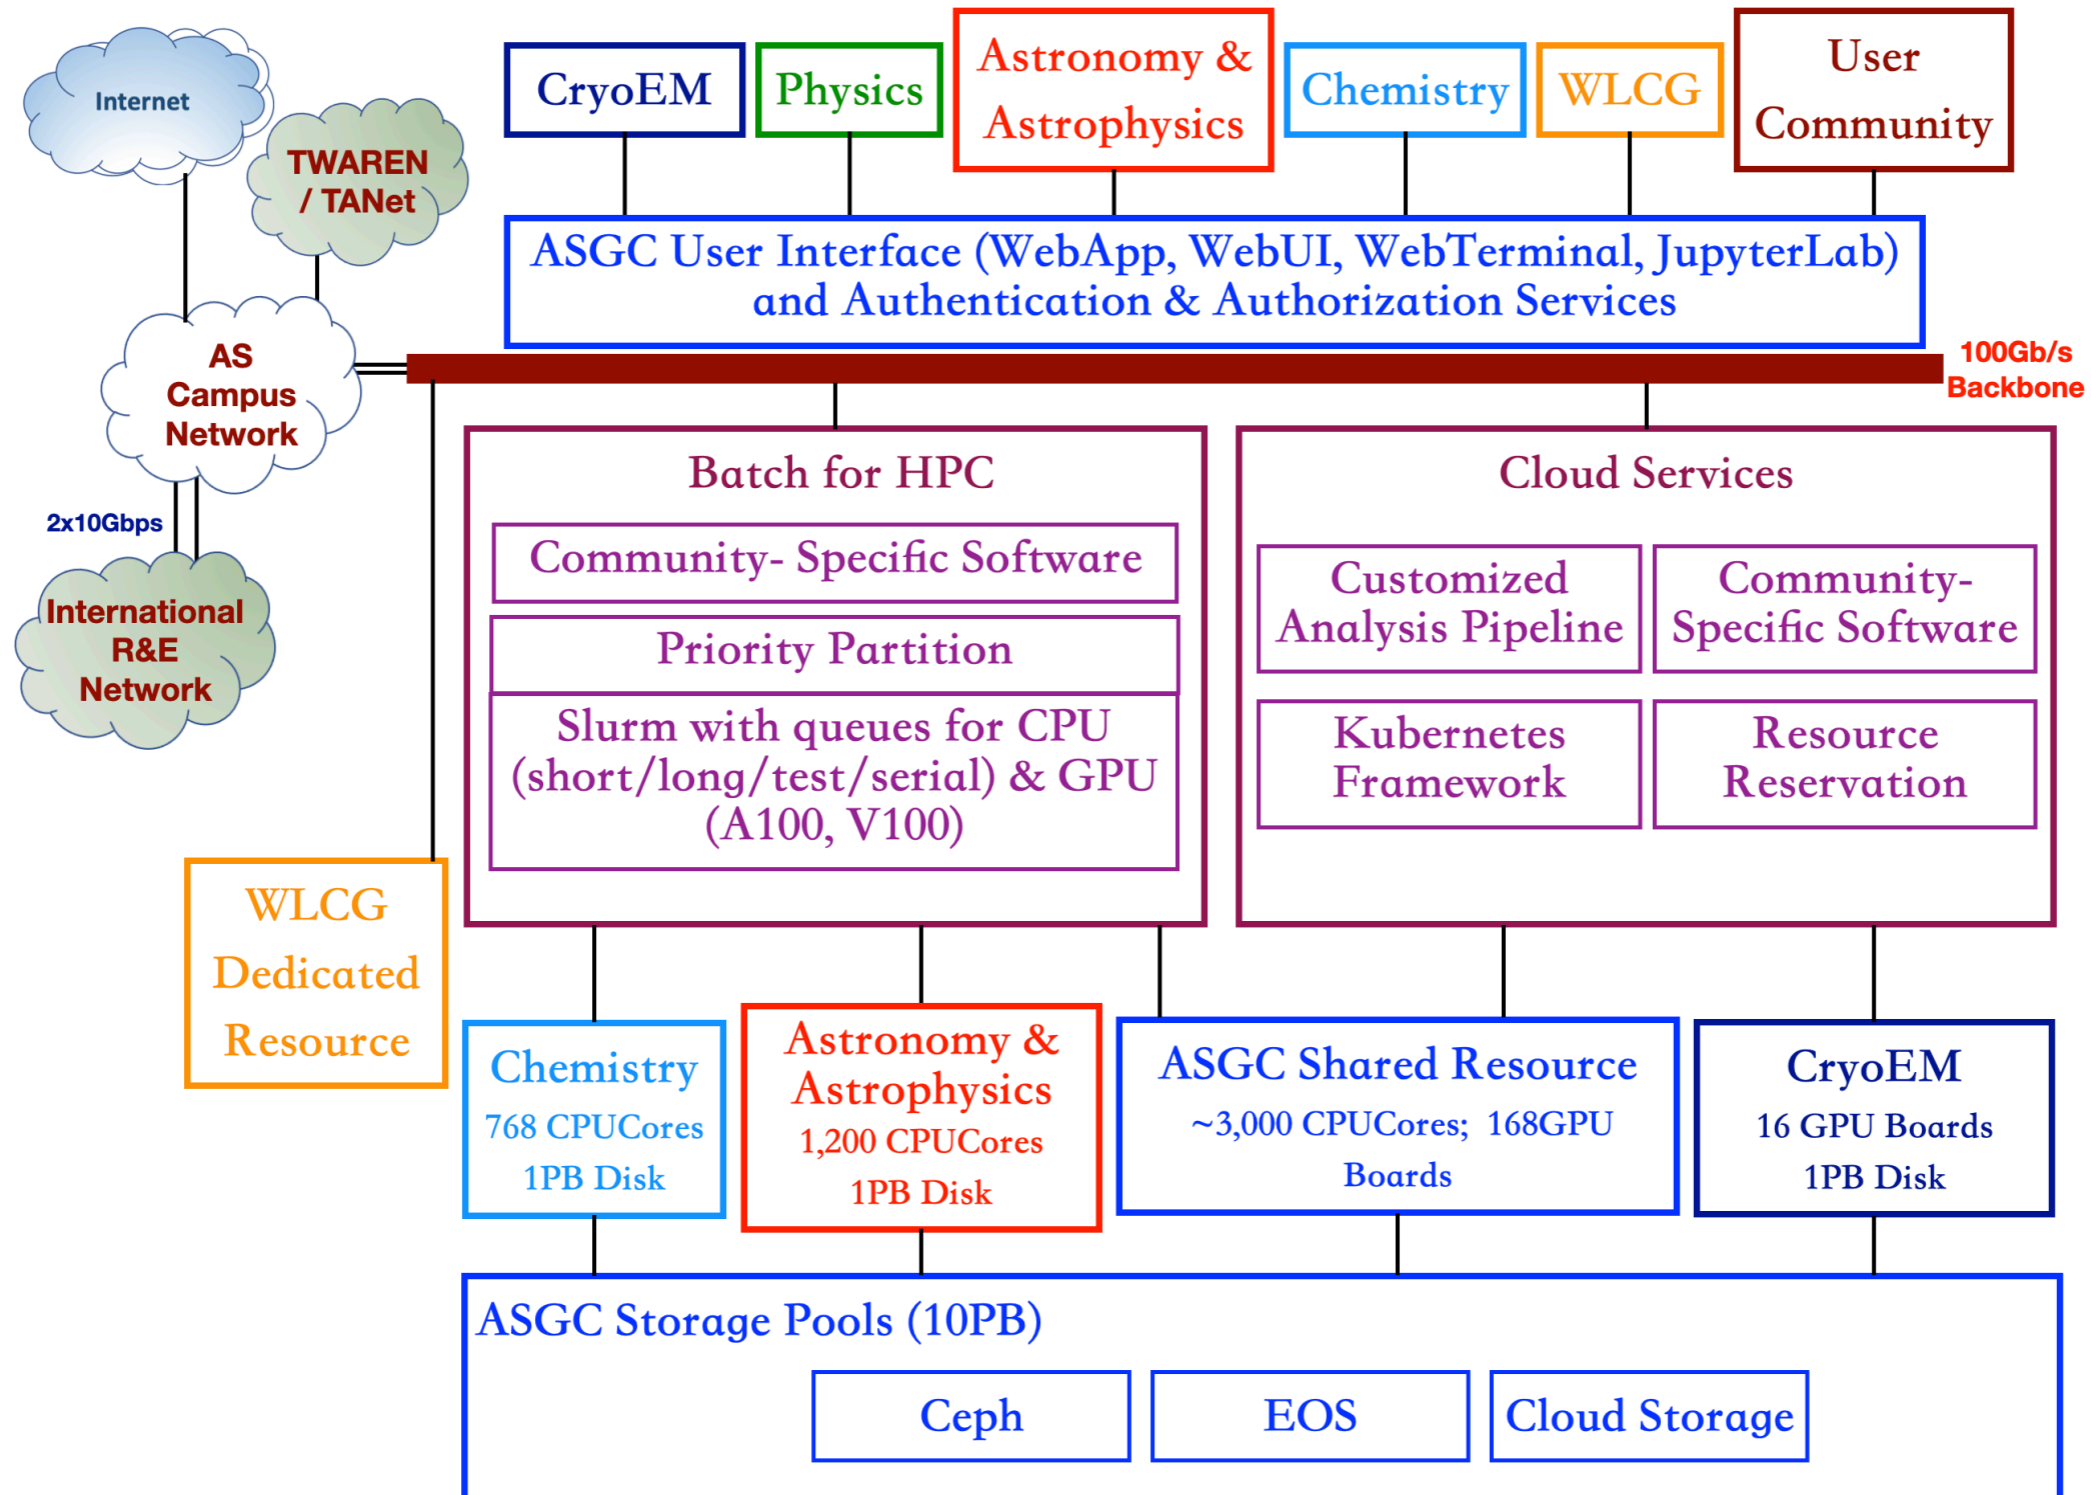 Internet
TWAREN
/ TANet
AS
Campus
Network
2x10Gbps
International
R&E
Network
CryoEM
Physics
Astronomy &
Astrophysics
Chemistry
WLCG
User
Community
ASGC User Interface (WebApp, WebUI, WebTerminal, JupyterLab)
and Authentication & Authorization Services
100Gb/s
Backbone
Batch for HPC
Community- Specific Software
Priority Partition
Slurm with queues for CPU
(short/long/test/serial) & GPU
(A100, V100)
Cloud Services
Customized
Analysis Pipeline
Community-
Specific Software
Kubernetes
Framework
Resource
Reservation
WLCG
Dedicated
Resource
Chemistry
768 CPUCores
1PB Disk
Astronomy &
Astrophysics
1,200 CPUCores
1PB Disk
ASGC Shared Resource
~3,000 CPUCores; 168GPU
Boards
CryoEM
16 GPU Boards
1PB Disk
ASGC Storage Pools (10PB)
Ceph
EOS
Cloud Storage